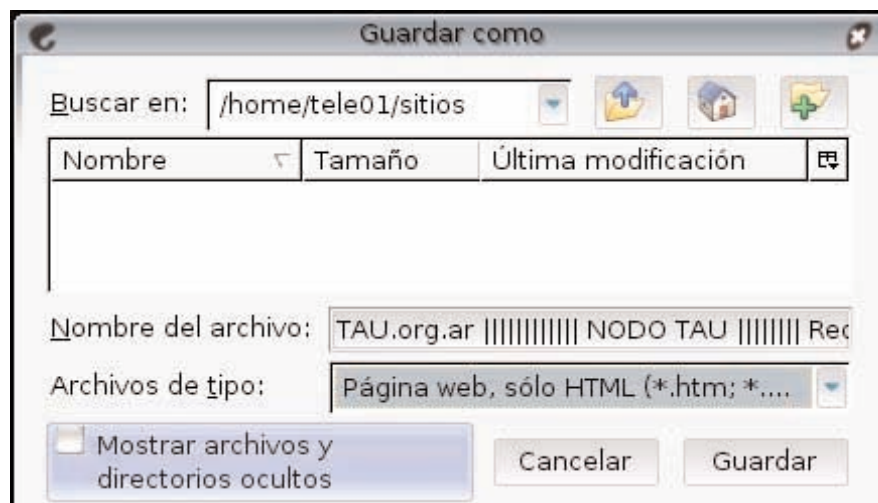 Guardar como
Buscar en: /home/tele01/sitios
Nombre Tamaño Última modificación
Nombre del archivo: TAU.org.ar |||||||||||| NODO TAU |||||||| Rec
Archivos de tipo: Página web, sólo HTML (*.htm; *....
Mostrar archivos y
directorios ocultos
Cancelar Guardar